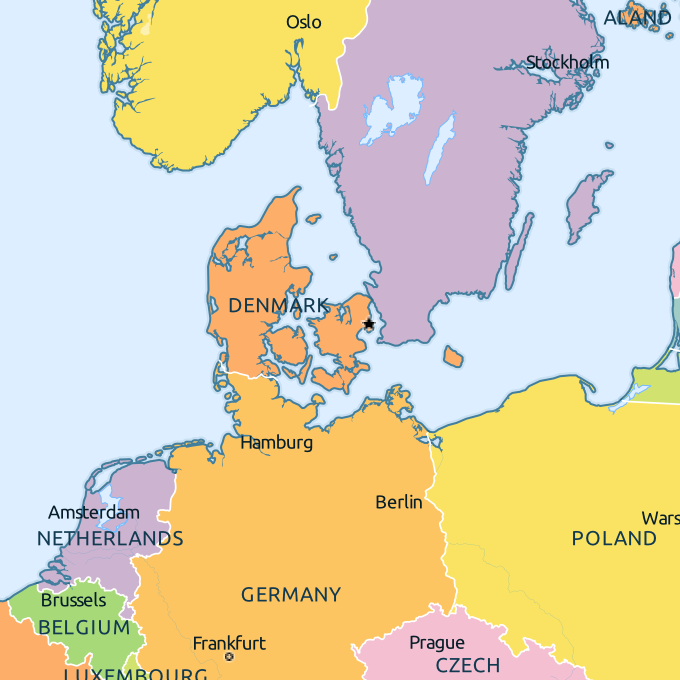 Oslo
ALAND
Stockholm
DENMARK
Hamburg
Berlin
Amsterdam
Wars
NETHERLANDS
POLAND
GERMANY
Brussels
BELGIUM
Frankfurt
Prague
CZECH
LUXEMBOURG